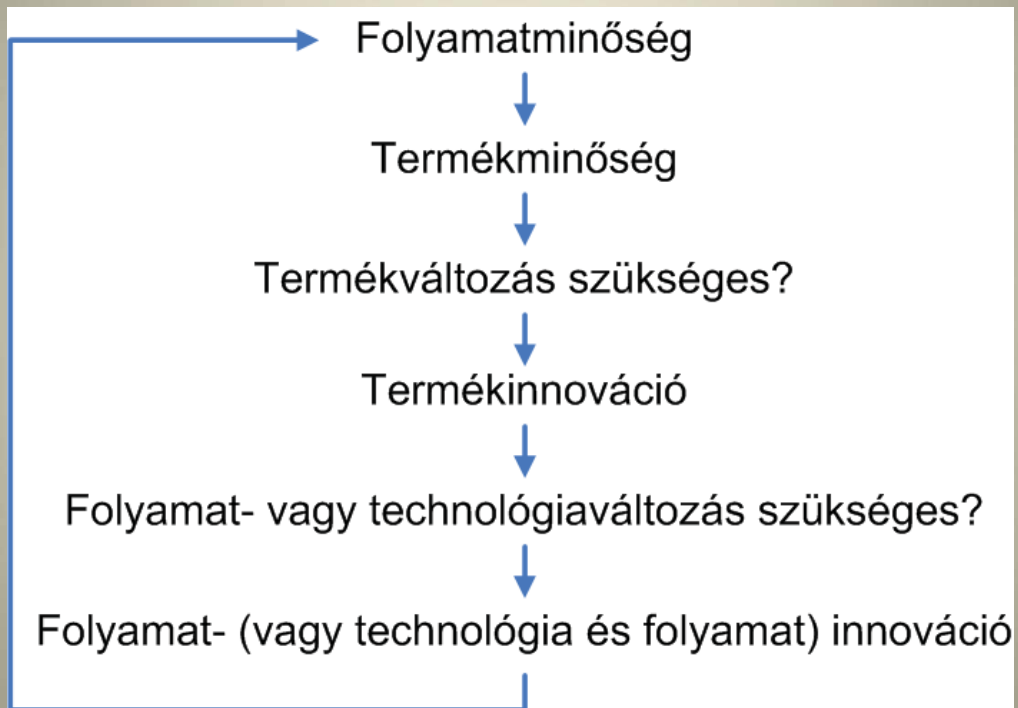 Folyamatminőség
Termékminőség
Termékváltozás szükséges?
Termékinnováció
Folyamat- vagy technológiaváltozás szükséges?
Folyamat- (vagy technológia és folyamat) innováció